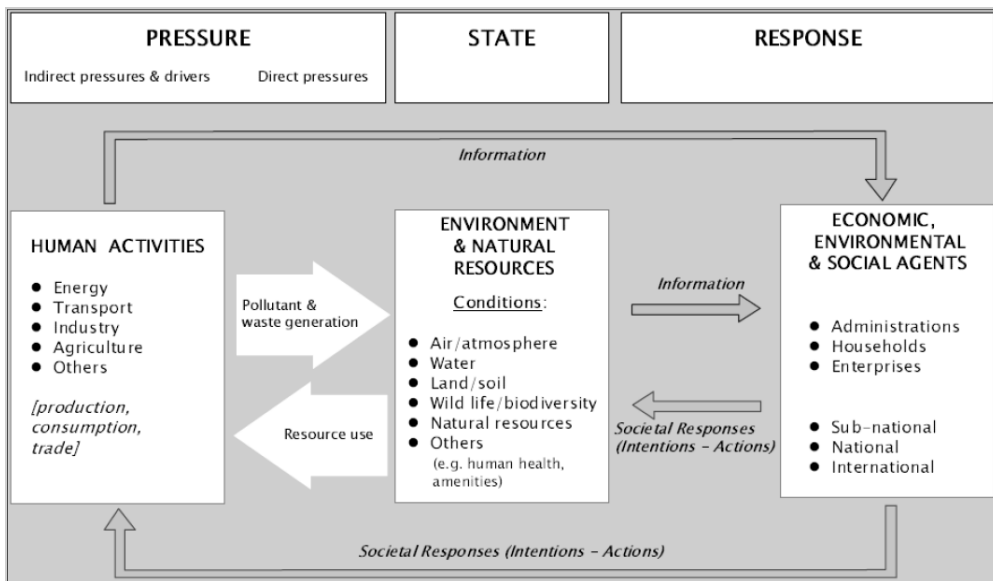 PRESSURE
Indirect pressures & drivers
Direct pressures
STATE
RESPONSE
Information
HUMAN ACTIVITIES
● Energy
● Transport
● Industry
● Agriculture
● Others
[production,
consumption,
trade]
Pollutant &
waste generation
Resource use
ENVIRONMENT
& NATURAL
RESOURCES
Conditions:
● Air/atmosphere
● Water
● Land/soil
● Wild life/biodiversity
● Natural resources
● Others
(e.g. human health,
amenities)
Information
Societal Responses
(Intentions – Actions)
ECONOMIC,
ENVIRONMENTAL
& SOCIAL AGENTS
● Administrations
● Households
● Enterprises
● Sub-national
● National
● International
Societal Responses (Intentions – Actions)